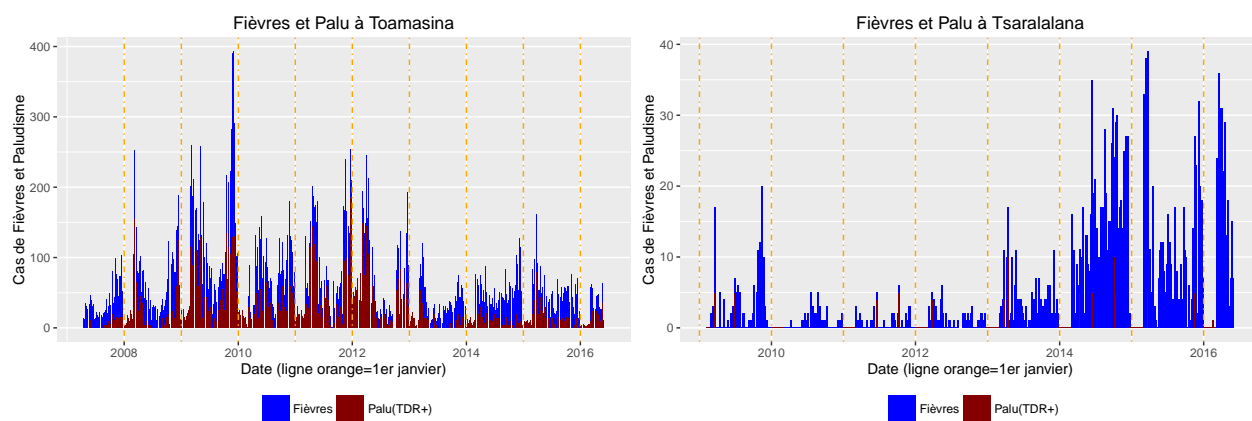 Fièvres et Palu à Toamasina
Cas de Fièvres et Paludisme
400
300
200
100
0
2008 2010 2012 2014 2016
Date (ligne orange=1er janvier)
Fièvres Palu(TDR+)
Fièvres et Palu à Tsaralalana
Cas de Fièvres et Paludisme
40
30
20
10
0
2010 2012 2014 2016
Date (ligne orange=1er janvier)
Fièvres Palu(TDR+)